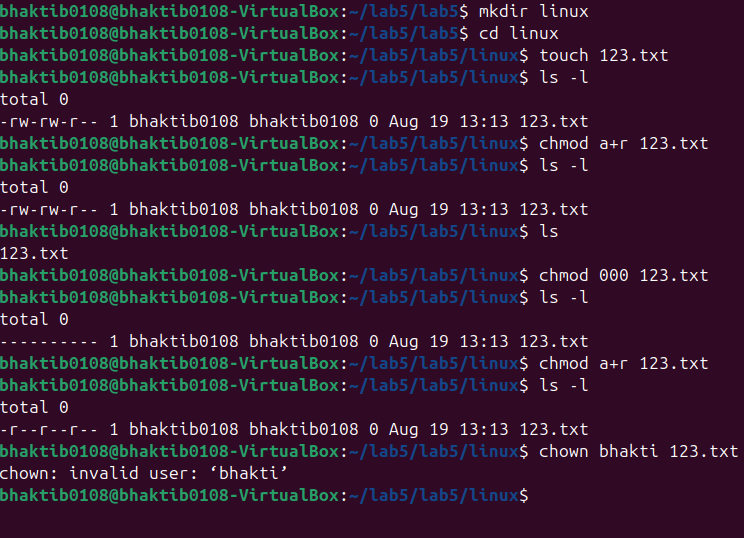 bhaktib0108@bhaktib0108-VirtualBox:~/lab5/lab5$ mkdir linux
bhaktib0108@bhaktib0108-VirtualBox:~/lab5/lab5$ cd linux
bhaktib0108@bhaktib0108-VirtualBox:~/lab5/lab5/linux$ touch 123.txt
bhaktib0108@bhaktib0108-VirtualBox:~/lab5/lab5/linux$ ls -l
total 0
-rw-rw-r-- 1 bhaktib0108 bhaktib0108 0 Aug 19 13:13 123.txt
bhaktib0108@bhaktib0108-VirtualBox:~/lab5/lab5/linux$ chmod a+r 123.txt
bhaktib0108@bhaktib0108-VirtualBox:~/lab5/lab5/linux$ ls -l
total 0
-rw-rw-r-- 1 bhaktib0108 bhaktib0108 0 Aug 19 13:13 123.txt
bhaktib0108@bhaktib0108-VirtualBox:~/lab5/lab5/linux$ ls
123.txt
bhaktib0108@bhaktib0108-VirtualBox:~/lab5/lab5/linux$ chmod 000 123.txt
bhaktib0108@bhaktib0108-VirtualBox:~/lab5/lab5/linux$ ls -l
total 0
---------- 1 bhaktib0108 bhaktib0108 0 Aug 19 13:13 123.txt
bhaktib0108@bhaktib0108-VirtualBox:~/lab5/lab5/linux$ chmod a+r 123.txt
bhaktib0108@bhaktib0108-VirtualBox:~/lab5/lab5/linux$ ls -l
total 0
-r--r--r-- 1 bhaktib0108 bhaktib0108 0 Aug 19 13:13 123.txt
bhaktib0108@bhaktib0108-VirtualBox:~/lab5/lab5/linux$ chown bhakti 123.txt
chown: invalid user: ‘bhakti’
bhaktib0108@bhaktib0108-VirtualBox:~/lab5/lab5/linux$